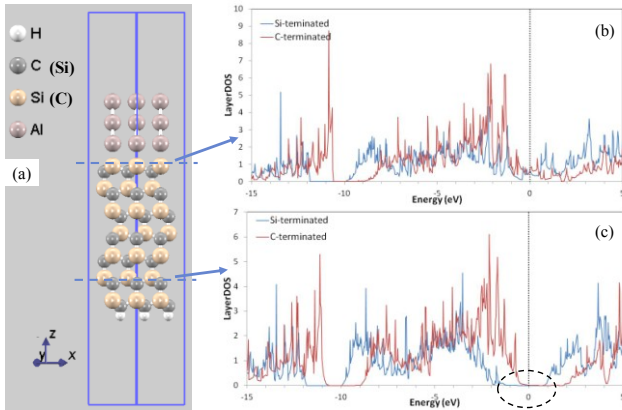 H
C (Si)
Si (C)
Al
(a)
z
y x
(b)
Si-terminated
C-terminated
LayerDOS
9
8
7
6
5
4
3
2
1
0
-15 -10 -5 0 5
Energy (eV)
(c)
Si-terminated
C-terminated
LayerDOS
7
6
5
4
3
2
1
0
-15 -10 -5 0 5
Energy (eV)